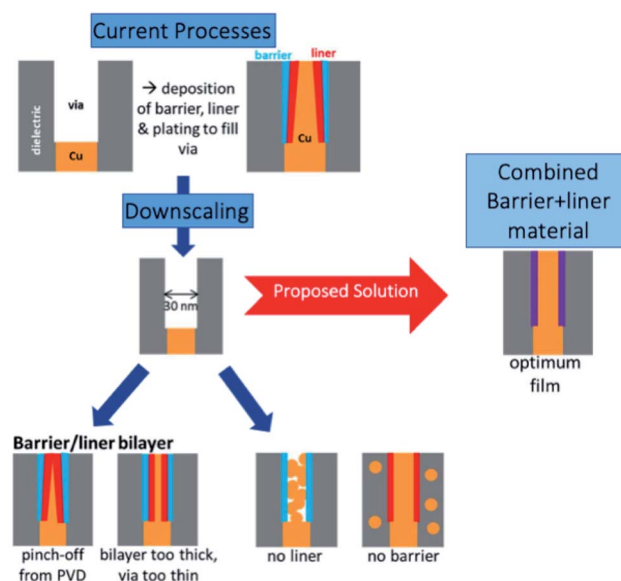 Current Processes
barrier
liner
dielectric
via
Cu
→ deposition
of barrier, liner
& plating to fill
via
Cu
Downscaling
30 nm
Proposed Solution
Combined
Barrier+liner
material
optimum
film
Barrier/liner bilayer
pinch-off
from PVD
bilayer too thick,
via too thin
no liner
no barrier